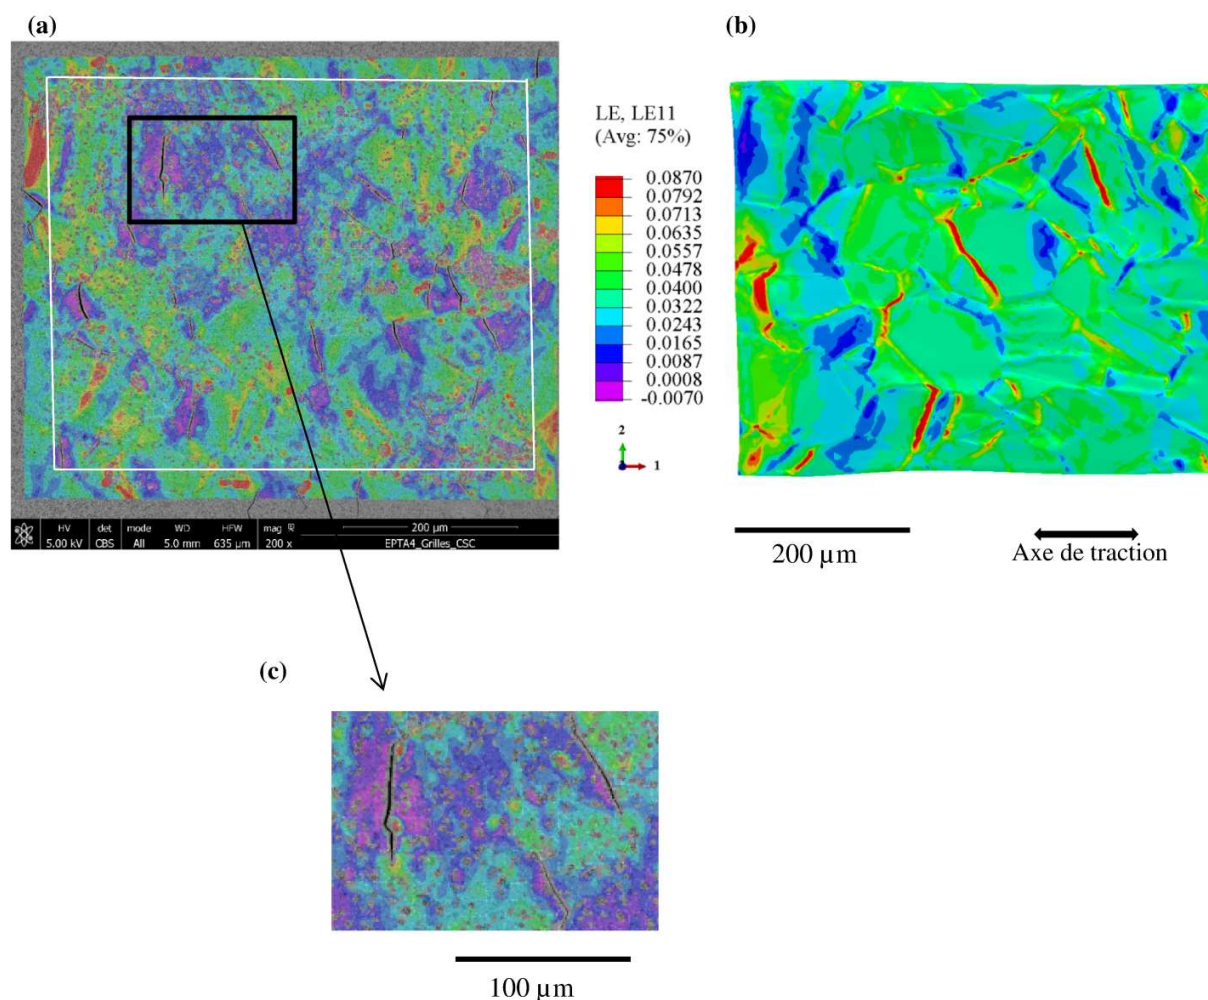 (a)
(b)
LE, LE11
(Avg: 75%)
0.0870
0.0792
0.0713
0.0635
0.0557
0.0478
0.0400
0.0322
0.0243
0.0165
0.0087
0.0008
-0.0070
2
1
HV det mode WD HFW mag 200 µm
5.00 kV CBS All 5.0 mm 635 µm 200 x EPTA4_Grilles_CSC
200 µm
Axe de traction
(c)
100 µm